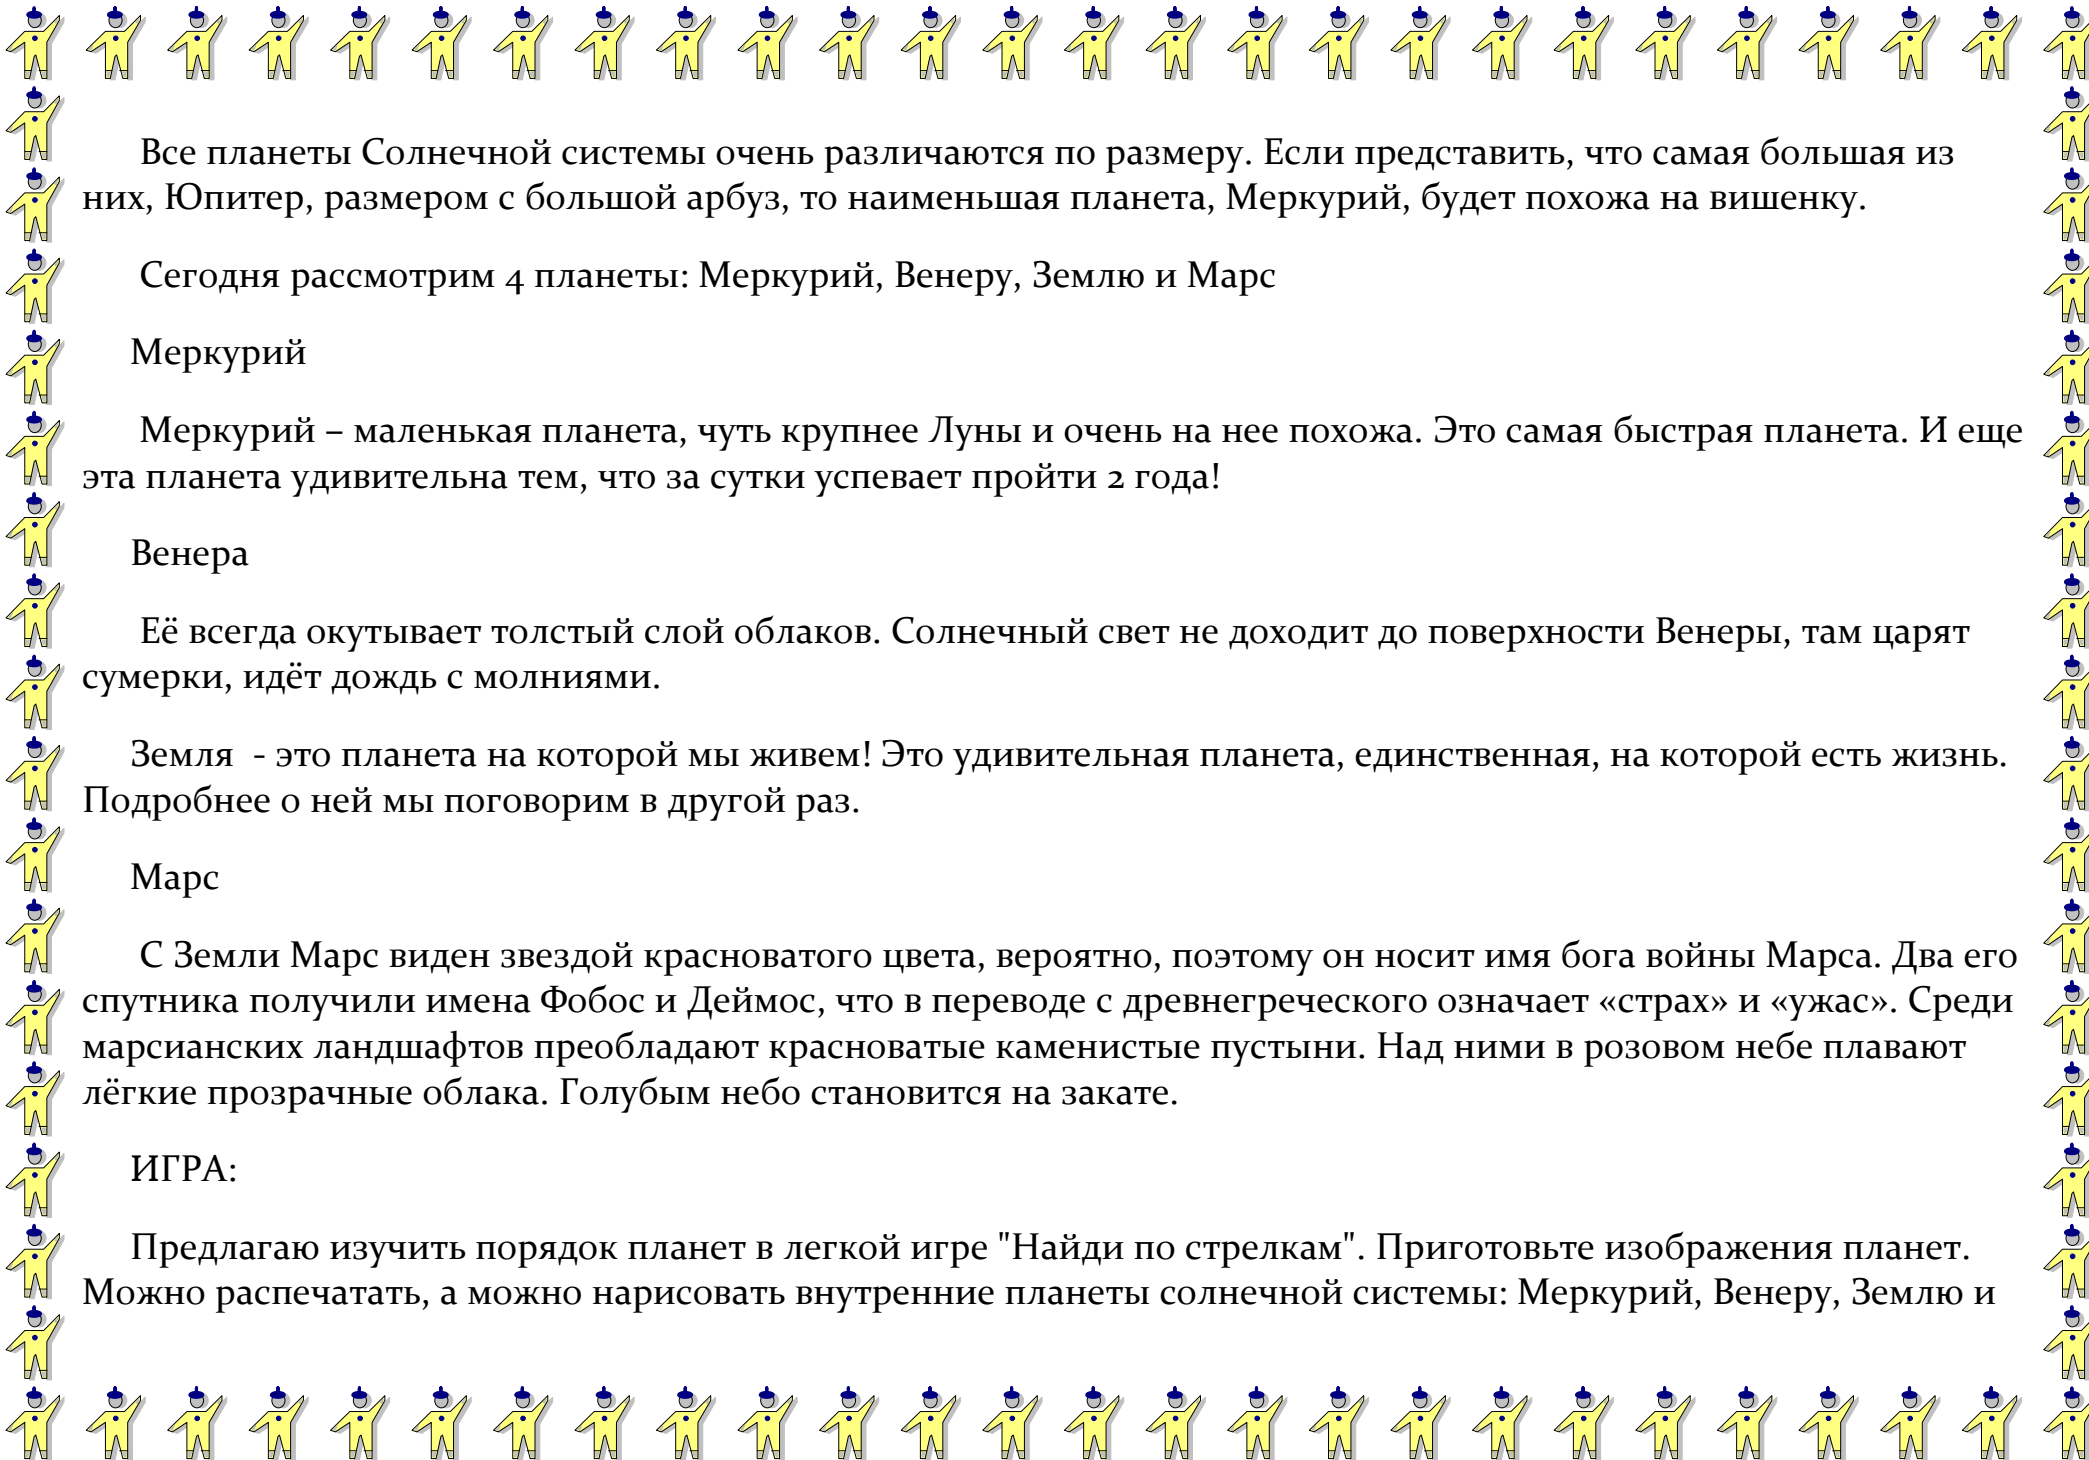 Все планеты Солнечной системы очень различаются по размеру. Если представить, что самая большая из
них, Юпитер, размером с большой арбуз, то наименьшая планета, Меркурий, будет похожа на вишенку.
Сегодня рассмотрим 4 планеты: Меркурий, Венеру, Землю и Марс
Меркурий
Меркурий – маленькая планета, чуть крупнее Луны и очень на нее похожа. Это самая быстрая планета. И еще
эта планета удивительна тем, что за сутки успевает пройти 2 года!
Венера
Её всегда окутывает толстый слой облаков. Солнечный свет не доходит до поверхности Венеры, там царят
сумерки, идёт дождь с молниями.
Земля  - это планета на которой мы живем! Это удивительная планета, единственная, на которой есть жизнь.
Подробнее о ней мы поговорим в другой раз.
Марс
С Земли Марс виден звездой красноватого цвета, вероятно, поэтому он носит имя бога войны Марса. Два его
спутника получили имена Фобос и Деймос, что в переводе с древнегреческого означает «страх» и «ужас». Среди
марсианских ландшафтов преобладают красноватые каменистые пустыни. Над ними в розовом небе плавают
лёгкие прозрачные облака. Голубым небо становится на закате.
ИГРА:
Предлагаю изучить порядок планет в легкой игре "Найди по стрелкам". Приготовьте изображения планет.
Можно распечатать, а можно нарисовать внутренние планеты солнечной системы: Меркурий, Венеру, Землю и